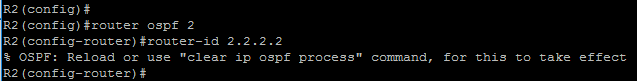 R2(config)#
R2(config)#router ospf 2
R2(config-router)#router-id 2.2.2.2
% OSPF: Reload or use "clear ip ospf process" command, for this to take effect
R2(config-router)#